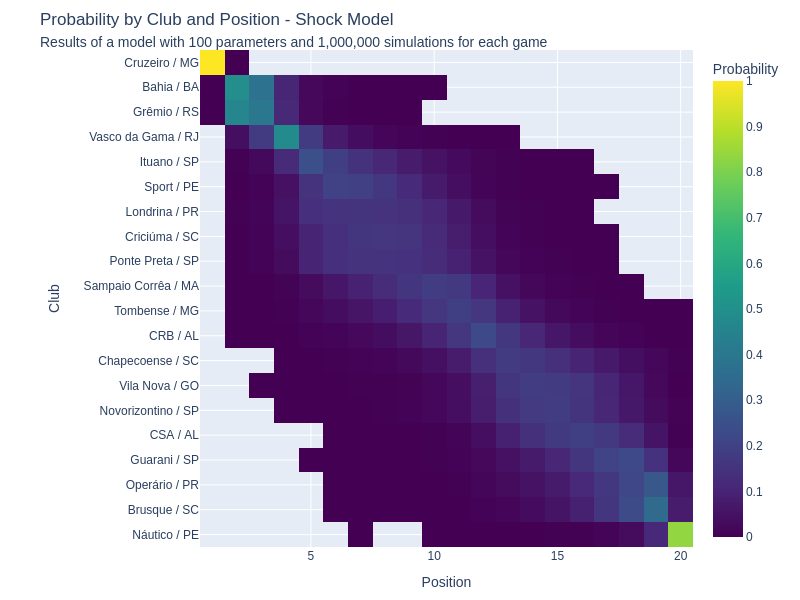 Probability by Club and Position - Shock Model
Results of a model with 100 parameters and 1,000,000 simulations for each game
Probability
Club
Cruzeiro / MG
Bahia / BA
Grêmio / RS
Vasco da Gama / RJ
Ituano / SP
Sport / PE
Londrina / PR
Criciúma / SC
Ponte Preta / SP
Sampaio Corrêa / MA
Tombense / MG
CRB / AL
Chapecoense / SC
Vila Nova / GO
Novorizontino / SP
CSA / AL
Guarani / SP
Operário / PR
Brusque / SC
Náutico / PE
1
0.9
0.8
0.7
0.6
0.5
0.4
0.3
0.2
0.1
0
5 10 15 20
Position